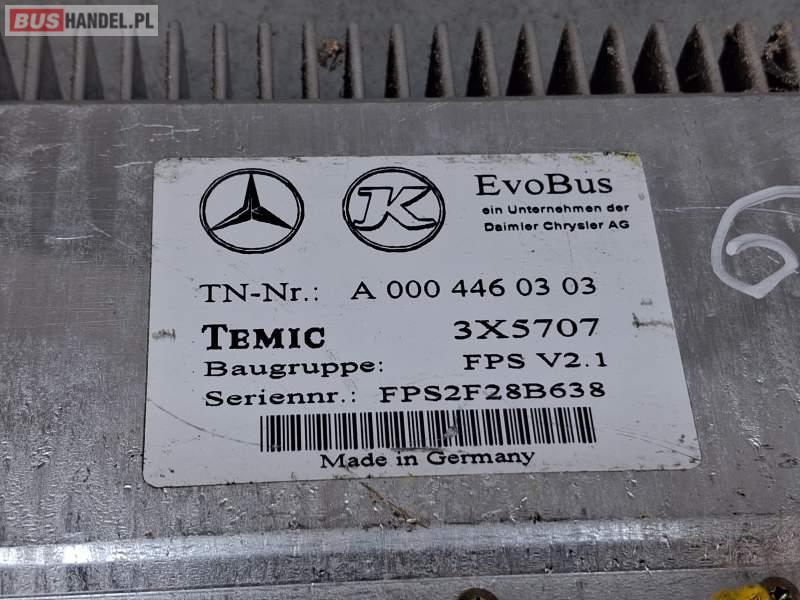 BUSHANDEL.PL
K
EvoBus
ein Unternehmen der
Daimler Chrysler AG
TN-Nr.: A 000 446 03 03
TEMIC 3X5707
Baugruppe: FPS V2.1
Seriennr.: FPS2F28B638
Made in Germany
6